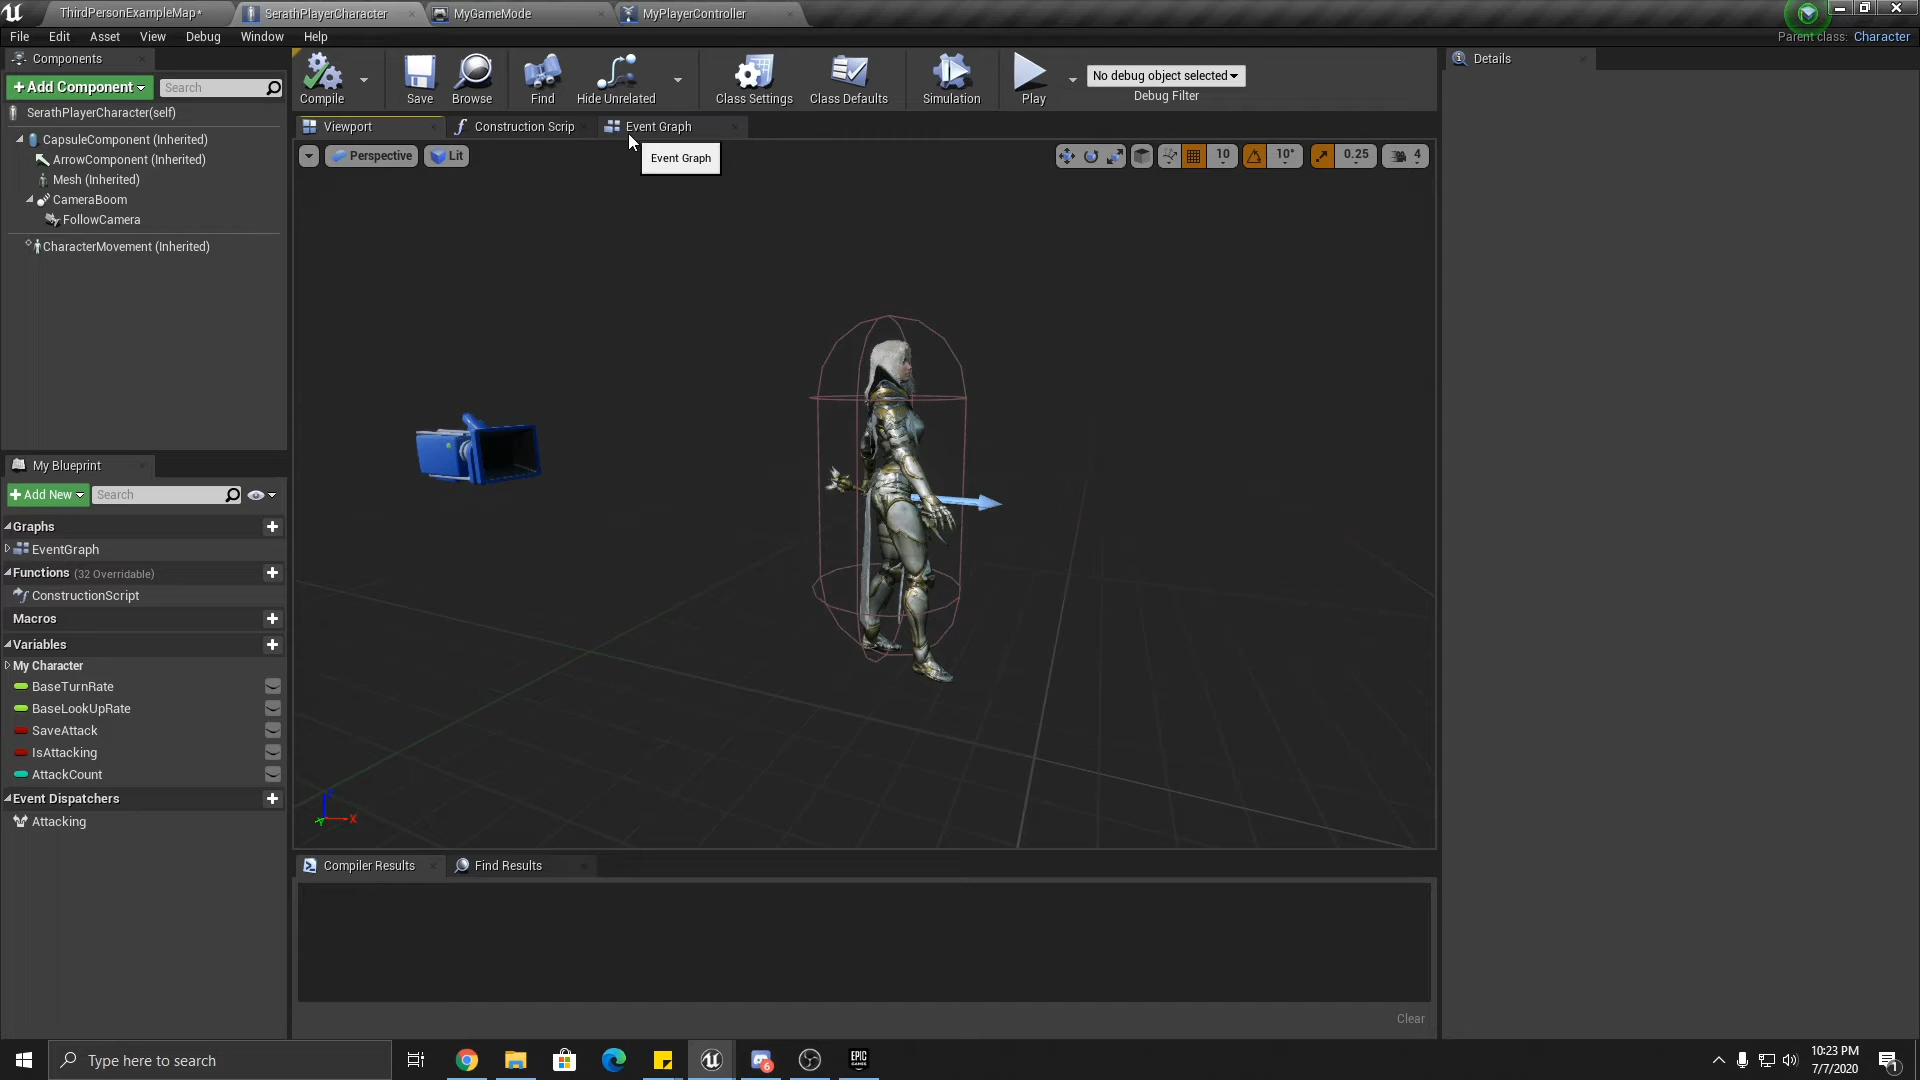 ThirdPersonExampleMap* SerathPlayerCharacter MyGameMode MyPlayerController
File Edit Asset View Debug Window Help Parent class: Character
Components
+ Add Component Search
SerathPlayerCharacter(self)
CapsuleComponent (Inherited)
ArrowComponent (Inherited)
Mesh (Inherited)
CameraBoom
FollowCamera
CharacterMovement (Inherited)
My Blueprint
+ Add New Search
Graphs
EventGraph
Functions (32 Overridable)
ConstructionScript
Macros
Variables
My Character
BaseTurnRate
BaseLookUpRate
SaveAttack
IsAttacking
AttackCount
Event Dispatchers
Attacking
Compile Save Browse Find Hide Unrelated Class Settings Class Defaults Simulation Play
No debug object selected
Debug Filter
Viewport Construction Scrip Event Graph
Event Graph
Perspective Lit 10 10° 0.25 4
Z
Y X
Compiler Results Find Results
Clear
Details
Type here to search
6
EPIC
GAMES
10:23 PM
7/7/2020
1